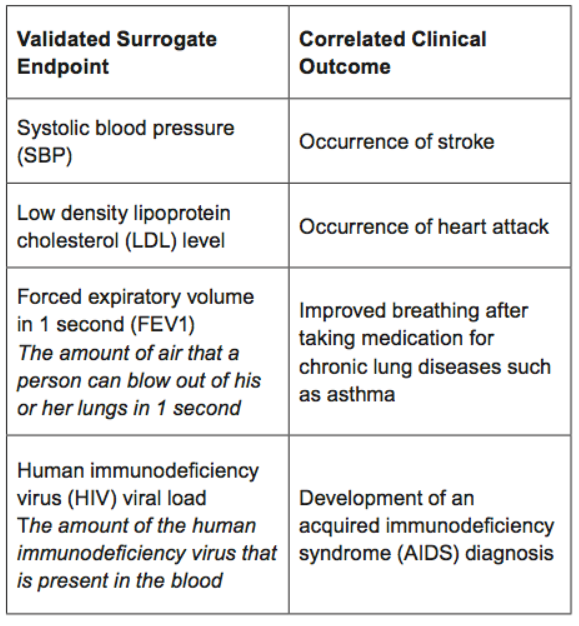 Validated Surrogate
Endpoint
Correlated Clinical
Outcome
Systolic blood pressure
(SBP)
Occurrence of stroke
Low density lipoprotein
cholesterol (LDL) level
Occurrence of heart attack
Forced expiratory volume
in 1 second (FEV1)
The amount of air that a
person can blow out of his
or her lungs in 1 second
Improved breathing after
taking medication for
chronic lung diseases such
as asthma
Human immunodeficiency
virus (HIV) viral load
The amount of the human
immunodeficiency virus that
is present in the blood
Development of an
acquired immunodeficiency
syndrome (AIDS) diagnosis